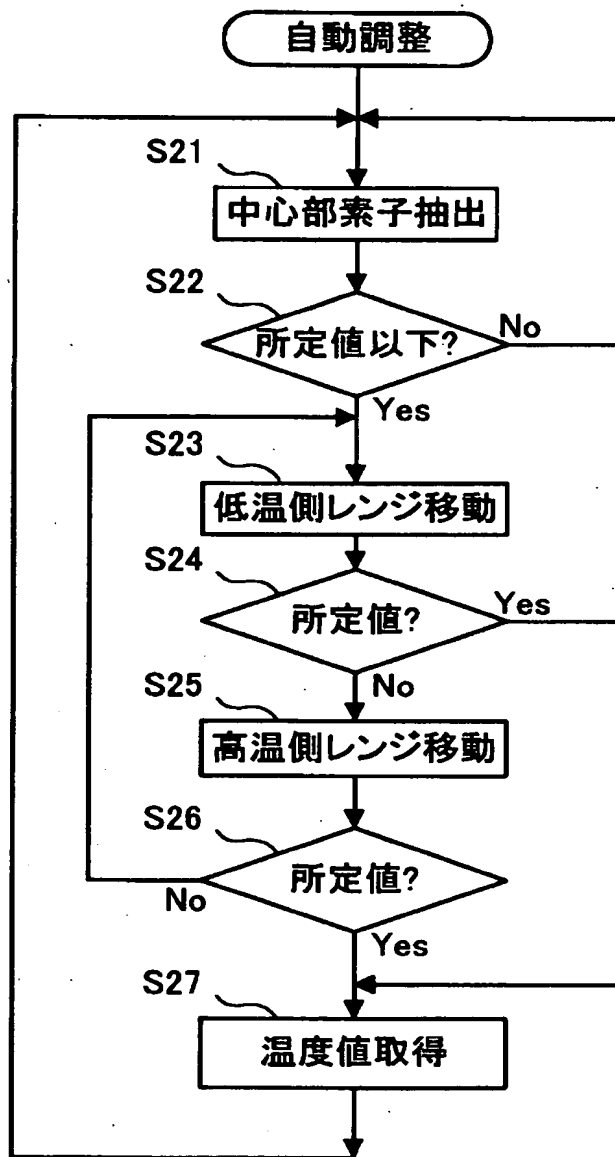 自動調整
S21
中心部素子抽出
S22
所定値以下?
No
Yes
S23
低温側レンジ移動
S24
所定値?
Yes
No
S25
高温側レンジ移動
S26
所定値?
No
Yes
S27
温度値取得